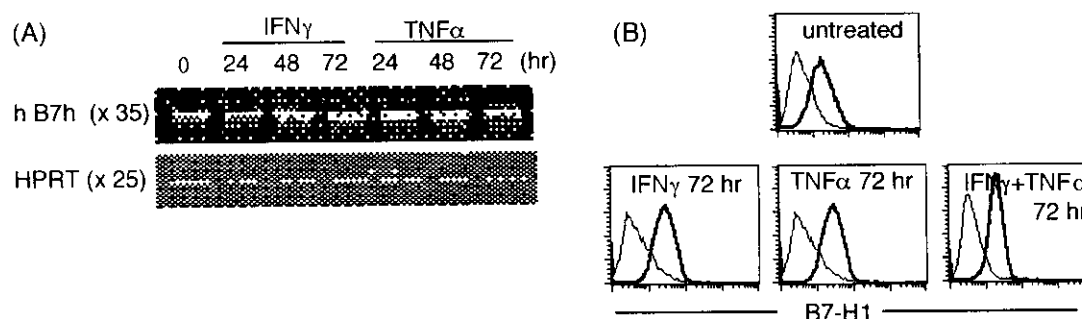 (A)
IFNγ TNFα
0 24 48 72 24 48 72 (hr)
h B7h (x 35)
HPRT (x 25)
(B)
untreated
IFNγ 72 hr
TNFα 72 hr
IFNγ+TNFα
72 hr
B7-H1